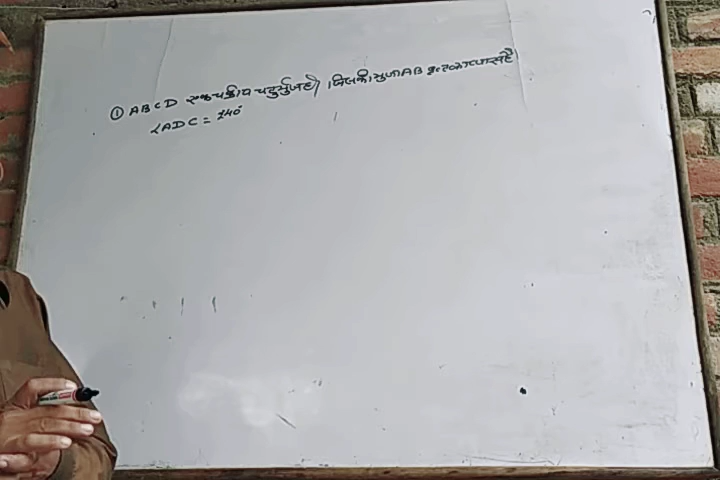 ① ABCD एक चक्रीय चतुर्भुज है। जिसकी भुजा AB वृत्त का व्यास है
∠ADC = 140°